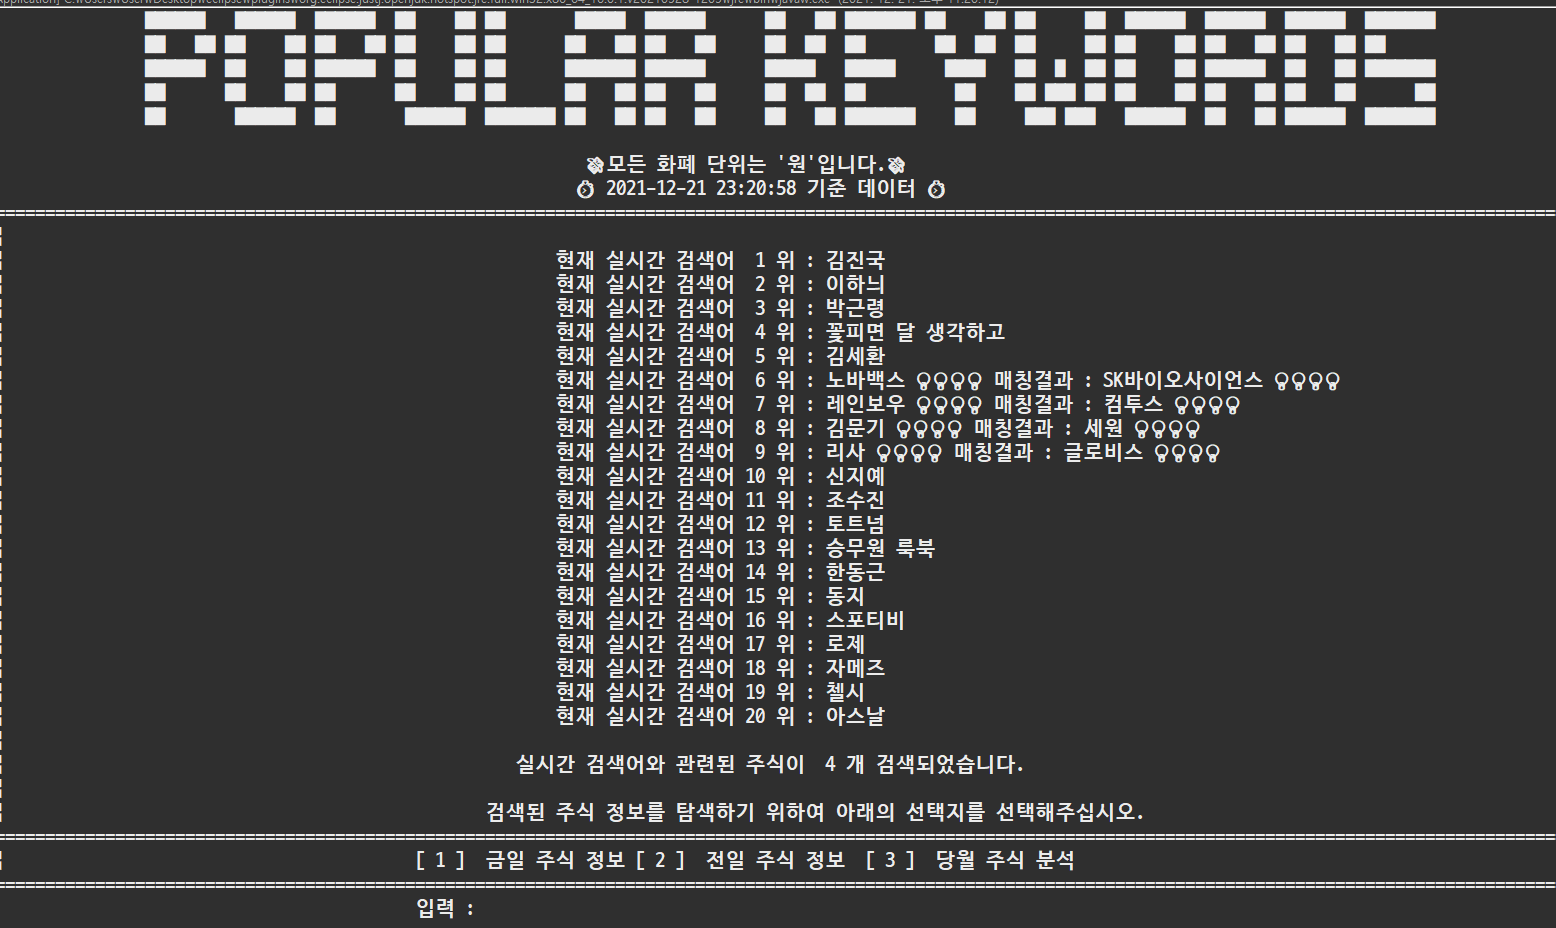 POPULAR KEYWORDS
모든 화폐 단위는 '원'입니다.
2021-12-21 23:20:58 기준 데이터
현재 실시간 검색어 1 위 : 김진국
현재 실시간 검색어 2 위 : 이하늬
현재 실시간 검색어 3 위 : 박근령
현재 실시간 검색어 4 위 : 꽃피면 달 생각하고
현재 실시간 검색어 5 위 : 김세환
현재 실시간 검색어 6 위 : 노바백스 매칭결과 : SK바이오사이언스
현재 실시간 검색어 7 위 : 레인보우 매칭결과 : 컴투스
현재 실시간 검색어 8 위 : 김문기 매칭결과 : 세원
현재 실시간 검색어 9 위 : 리사 매칭결과 : 글로비스
현재 실시간 검색어 10 위 : 신지예
현재 실시간 검색어 11 위 : 조수진
현재 실시간 검색어 12 위 : 토트넘
현재 실시간 검색어 13 위 : 승무원 룩북
현재 실시간 검색어 14 위 : 한동근
현재 실시간 검색어 15 위 : 동지
현재 실시간 검색어 16 위 : 스포티비
현재 실시간 검색어 17 위 : 로제
현재 실시간 검색어 18 위 : 자메즈
현재 실시간 검색어 19 위 : 첼시
현재 실시간 검색어 20 위 : 아스날
실시간 검색어와 관련된 주식이 4 개 검색되었습니다.
검색된 주식 정보를 탐색하기 위하여 아래의 선택지를 선택해주십시오.
[ 1 ] 금일 주식 정보 [ 2 ] 전일 주식 정보 [ 3 ] 당월 주식 분석
입력 :